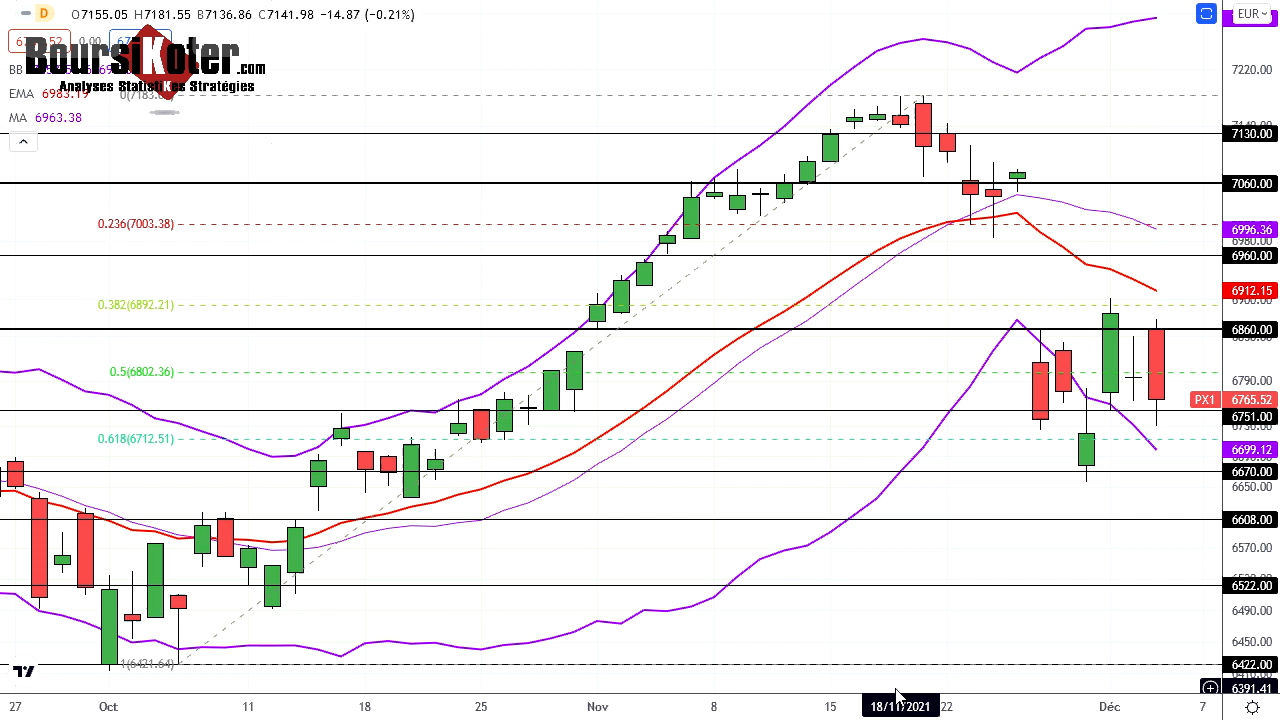 D O7155.05 H7181.55 B7136.86 C7141.98 −14.87 (−0.21%)
EUR
0.00
BoursiKoter.com
Analyses StatistiKes Stratégies
BB
EMA 6983.19
MA 6963.38
7220.00
7130.00
7060.00
0.236(7003.38)
6996.36
6980.00
6960.00
6912.15
0.382(6892.21)
6860.00
0.5(6802.36)
6790.00
PX1 6765.52
6751.00
0.618(6712.51)
6699.12
6670.00
6650.00
6608.00
6570.00
6522.00
6490.00
6450.00
1(6421.64)
6422.00
6391.41
27 Oct 11 18 25 Nov 8 15 18/11/2021 22 Déc 7